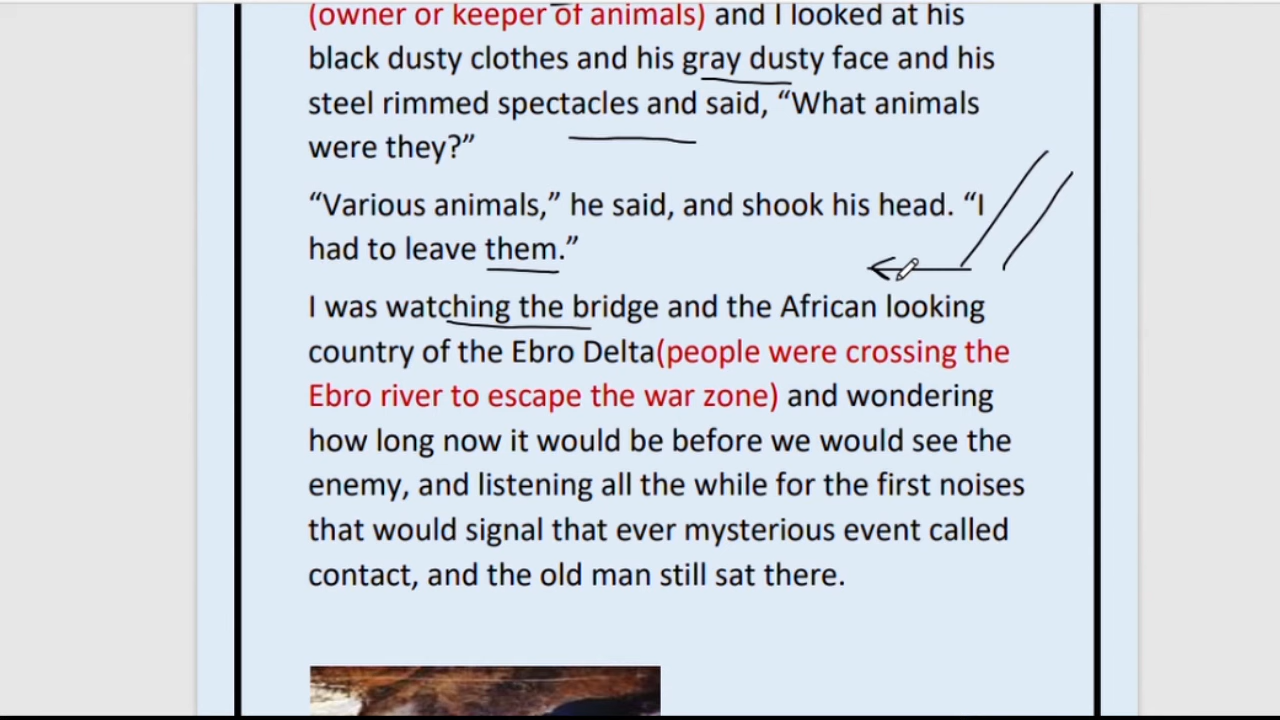 (owner or keeper of animals) and I looked at his
black dusty clothes and his gray dusty face and his
steel rimmed spectacles and said, “What animals
were they?”
“Various animals,” he said, and shook his head. “I
had to leave them.”
I was watching the bridge and the African looking
country of the Ebro Delta(people were crossing the
Ebro river to escape the war zone) and wondering
how long now it would be before we would see the
enemy, and listening all the while for the first noises
that would signal that ever mysterious event called
contact, and the old man still sat there.